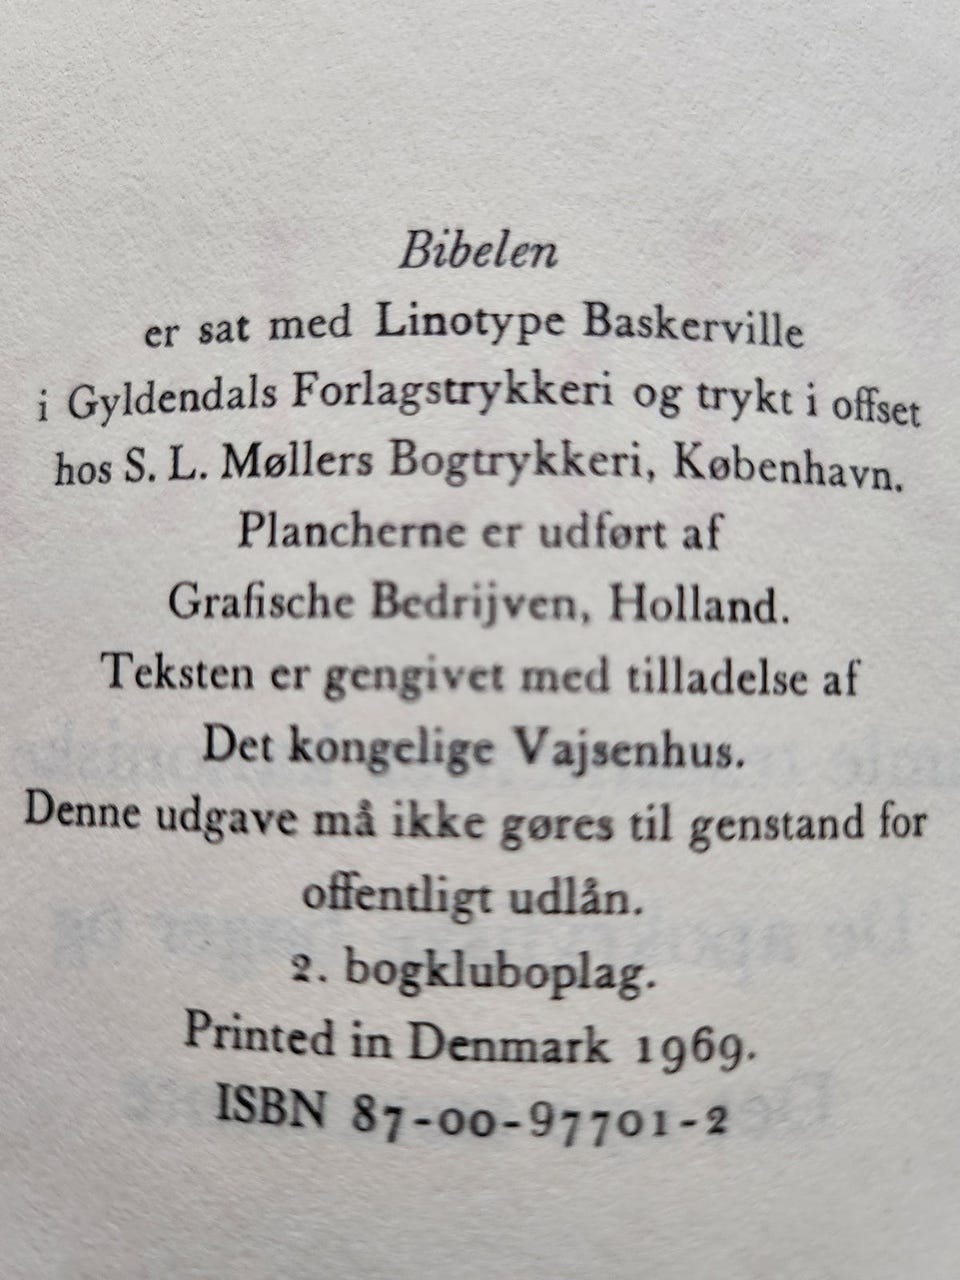 Bibelen
er sat med Linotype Baskerville
i Gyldendals Forlagstrykkeri og trykt i offset
hos S. L. Møllers Bogtrykkeri, København.
Plancherne er udført af
Grafische Bedrijven, Holland.
Teksten er gengivet med tilladelse af
Det kongelige Vajsenhus.
Denne udgave må ikke gøres til genstand for
offentligt udlån.
2. bogkluboplag.
Printed in Denmark 1969.
ISBN 87-00-97701-2